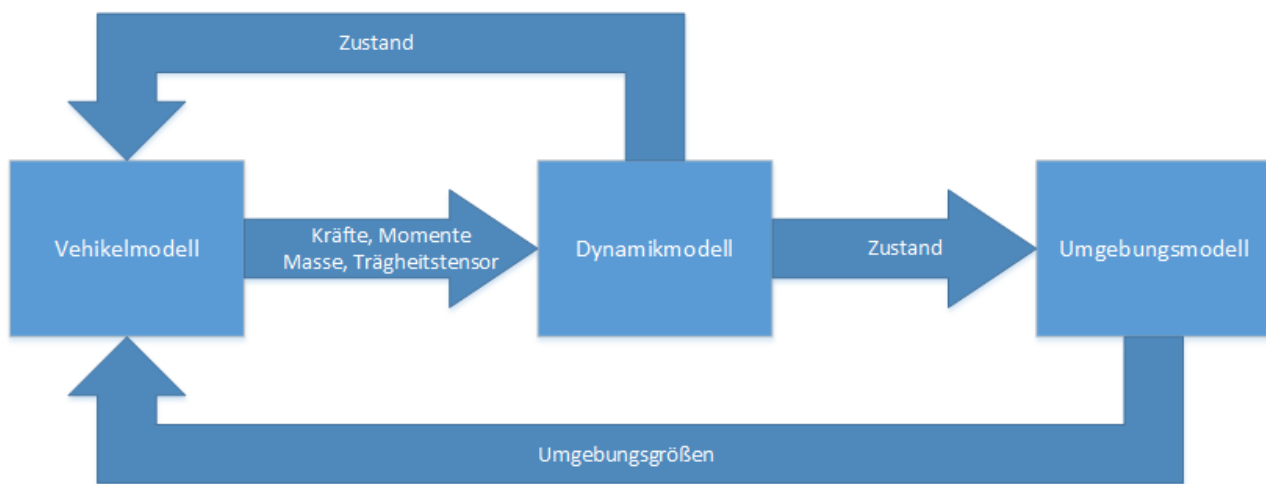 Zustand
Vehikelmodell
Kräfte, Momente
Masse, Trägheitstensor
Dynamikmodell
Zustand
Umgebungsmodell
Umgebungsgrößen